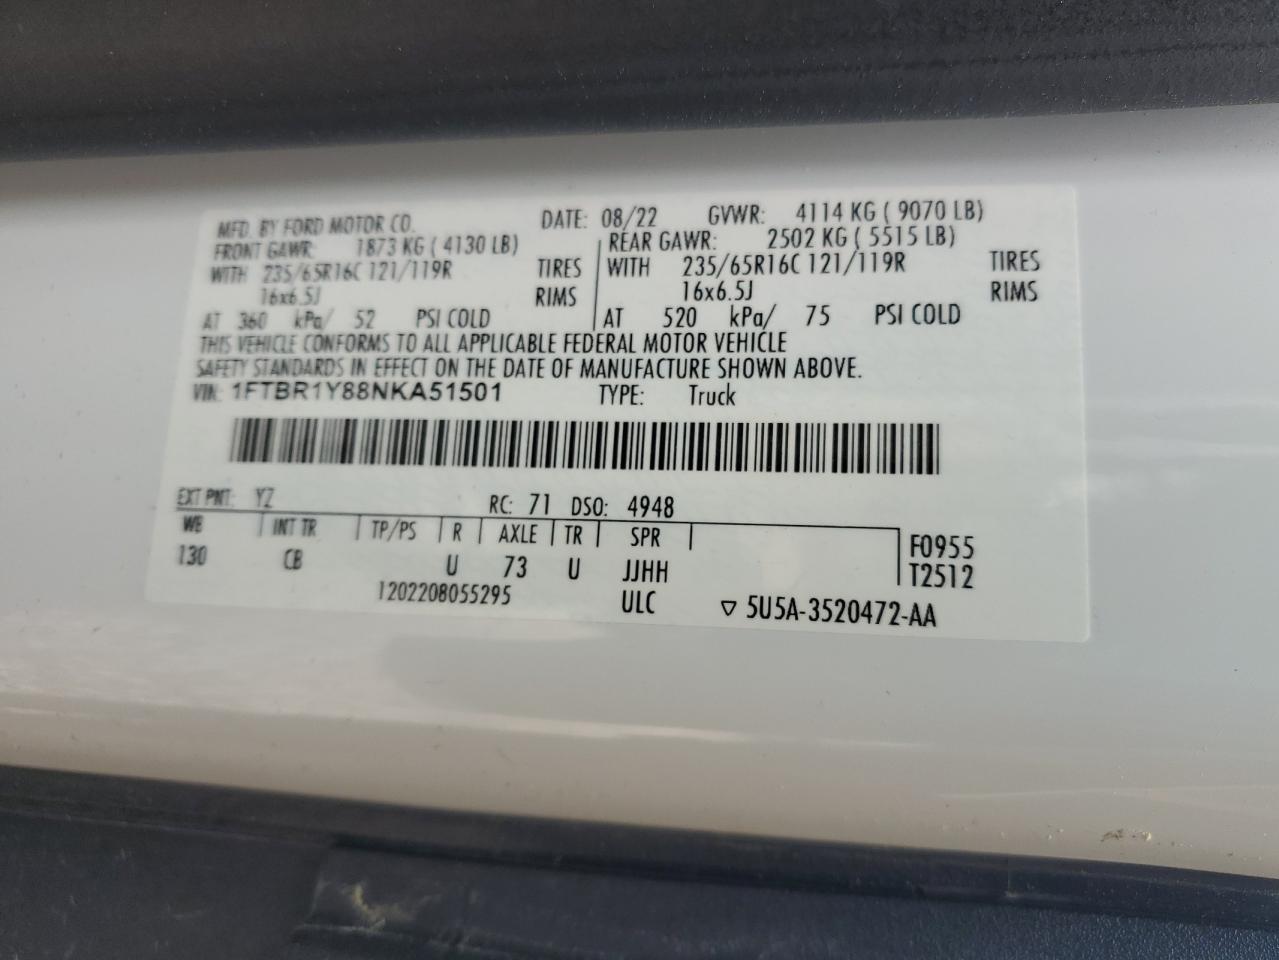 MFD. BY FORD MOTOR CO. DATE: 08/22 GVWR: 4114 KG ( 9070 LB)
FRONT GAWR: 1873 KG ( 4130 LB) REAR GAWR: 2502 KG ( 5515 LB)
WITH 235/65R16C 121/119R TIRES WITH 235/65R16C 121/119R TIRES
16x6.5J RIMS 16x6.5J RIMS
AT 360 kPa/ 52 PSI COLD AT 520 kPa/ 75 PSI COLD
THIS VEHICLE CONFORMS TO ALL APPLICABLE FEDERAL MOTOR VEHICLE
SAFETY STANDARDS IN EFFECT ON THE DATE OF MANUFACTURE SHOWN ABOVE.
VIN: 1FTBR1Y88NKA51501 TYPE: Truck
EXT PNT: YZ RC: 71 DSO: 4948
WB INT TR TP/PS R AXLE TR SPR F0955
130 CB U 73 U JJHH T2512
1202208055295 ULC ▽ 5U5A-3520472-AA